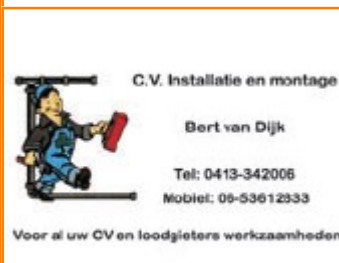 C.V. Installatie en montage
Bert van Dijk
Tel: 0413-342006
Mobiel: 06-53612833
Voor al uw CV en loodgieters werkzaamheden